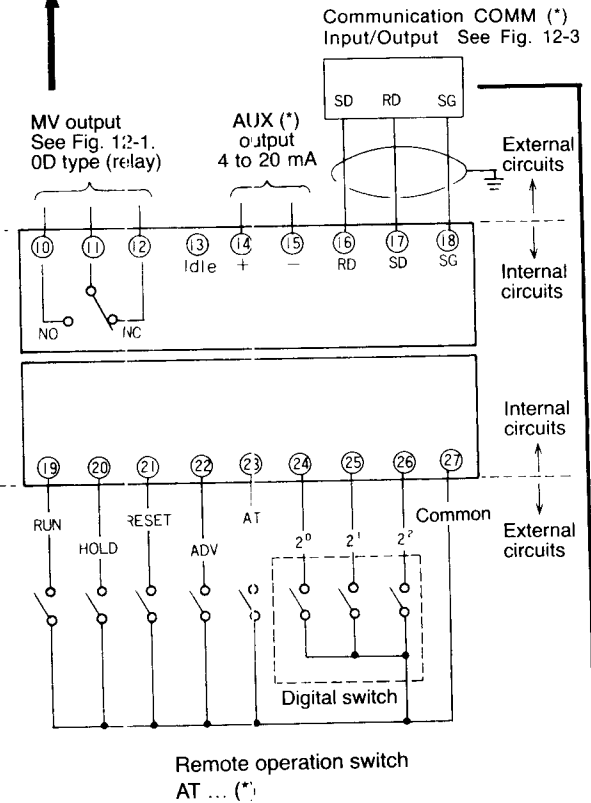 Communication COMM (*)
Input/Output See Fig. 12-3
SD RD SG
MV output
See Fig. 12-1.
0D type (relay)
AUX (*)
output
4 to 20 mA
External
circuits
10 11 12 13 14 15 16 17 18
Idle + − RD SD SG
Internal
circuits
NO NC
Internal
circuits
19 20 21 22 23 24 25 26 27
RUN HOLD RESET ADV AT 2⁰ 2¹ 2² Common
External
circuits
Digital switch
Remote operation switch
AT ... (*)